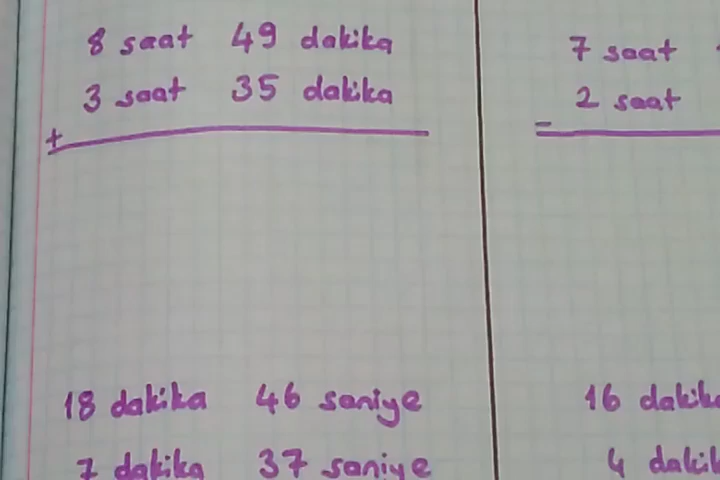 8 saat 49 dakika
3 saat 35 dakika
+
7 saat
2 saat
-
18 dakika 46 saniye
7 dakika 37 saniye
16
4